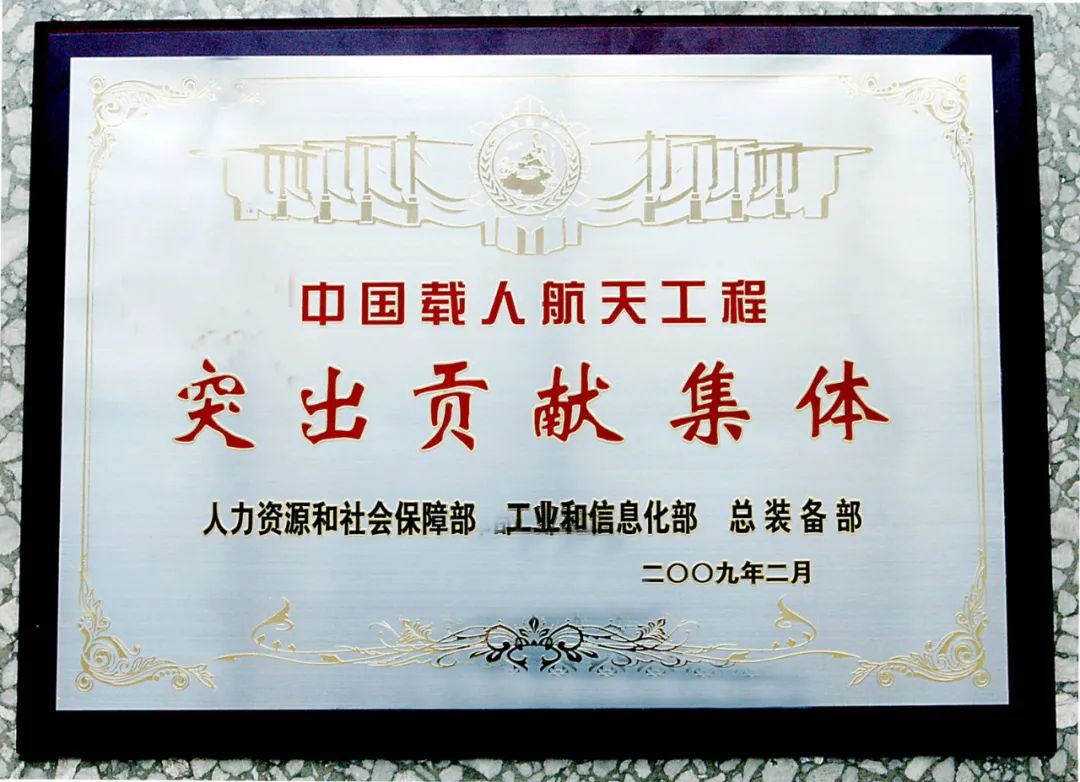 中国载人航天工程
突出贡献集体
人力资源和社会保障部 工业和信息化部 总装备部
二〇〇九年二月